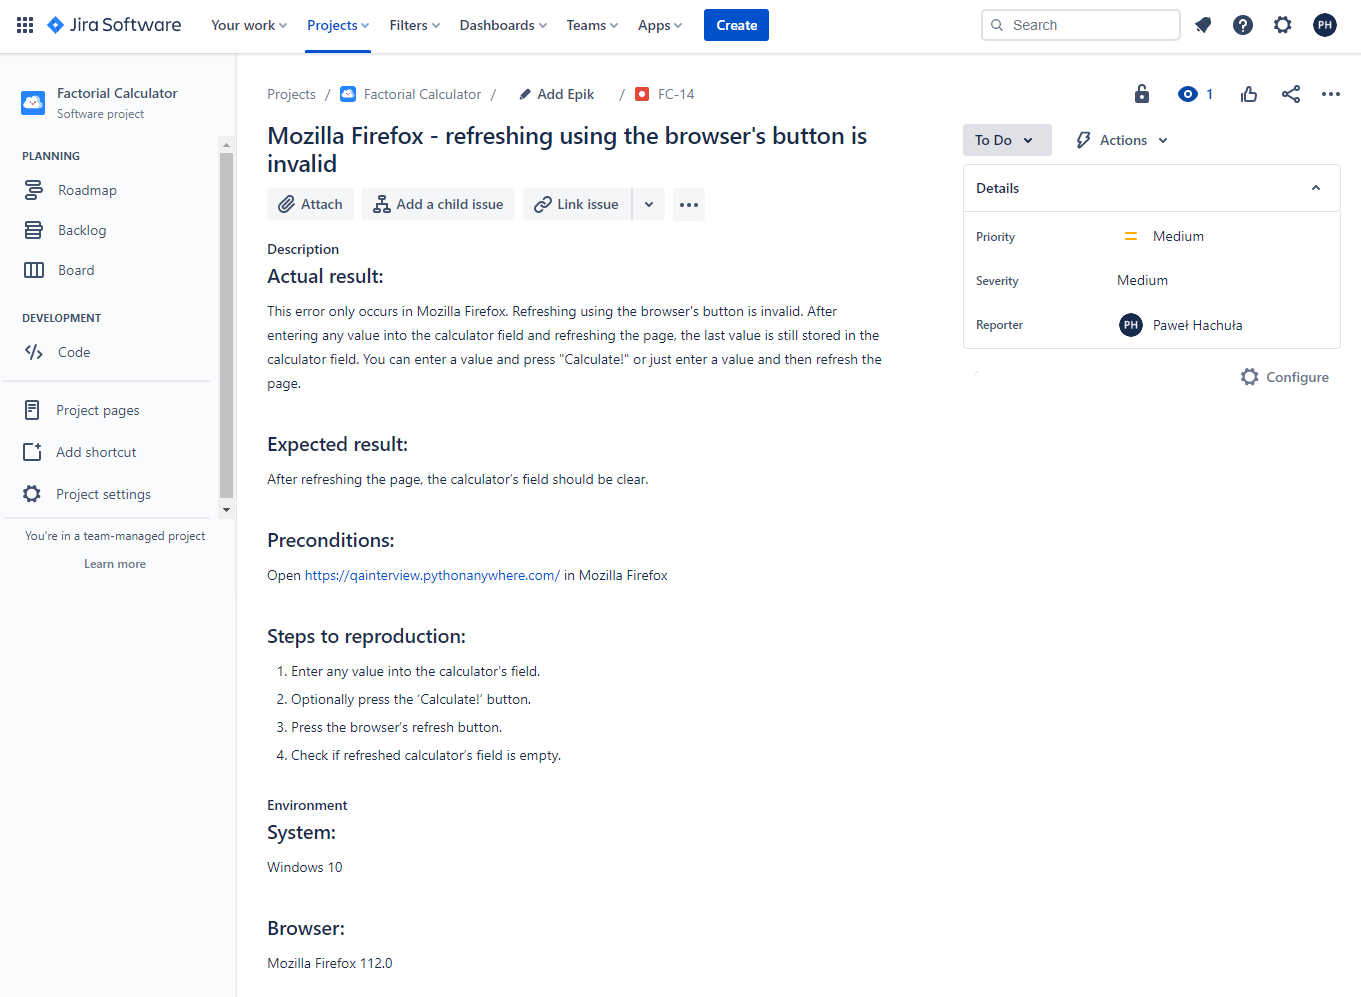 Jira Software
Your work
Projects
Filters
Dashboards
Teams
Apps
Create
Search
PH
Factorial Calculator
Software project
PLANNING
Roadmap
Backlog
Board
DEVELOPMENT
Code
Project pages
Add shortcut
Project settings
You're in a team-managed project
Learn more
Projects / Factorial Calculator / Add Epik / FC-14
1
Mozilla Firefox - refreshing using the browser's button is
invalid
Attach
Add a child issue
Link issue
Description
Actual result:
This error only occurs in Mozilla Firefox. Refreshing using the browser's button is invalid. After
entering any value into the calculator field and refreshing the page, the last value is still stored in the
calculator field. You can enter a value and press "Calculate!" or just enter a value and then refresh the
page.
Expected result:
After refreshing the page, the calculator’s field should be clear.
Preconditions:
Open https://qainterview.pythonanywhere.com/ in Mozilla Firefox
Steps to reproduction:
1. Enter any value into the calculator’s field.
2. Optionally press the ‘Calculate!’ button.
3. Press the browser’s refresh button.
4. Check if refreshed calculator’s field is empty.
Environment
System:
Windows 10
Browser:
Mozilla Firefox 112.0
To Do
Actions
Details
Priority
Medium
Severity
Medium
Reporter
PH Paweł Hachuła
Configure